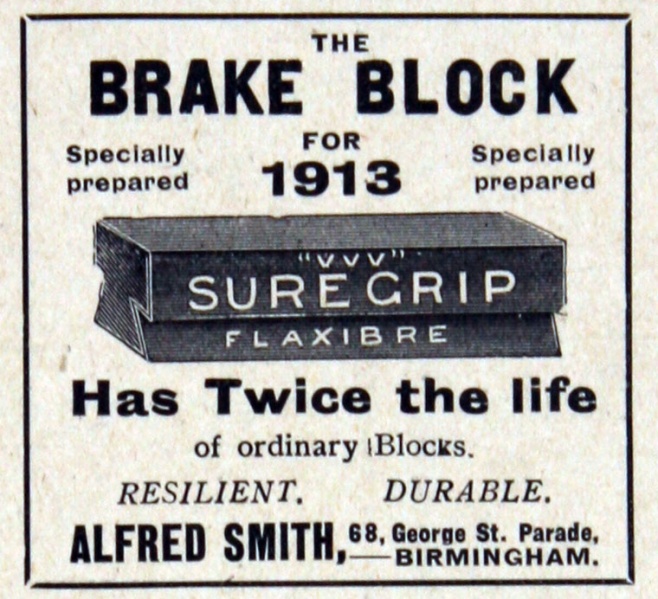 THE
BRAKE BLOCK
FOR
Specially prepared
1913
Specially prepared
"VVV"
SUREGRIP
FLAXIBRE
Has Twice the life
of ordinary Blocks.
RESILIENT. DURABLE.
ALFRED SMITH, 68, George St. Parade,
BIRMINGHAM.